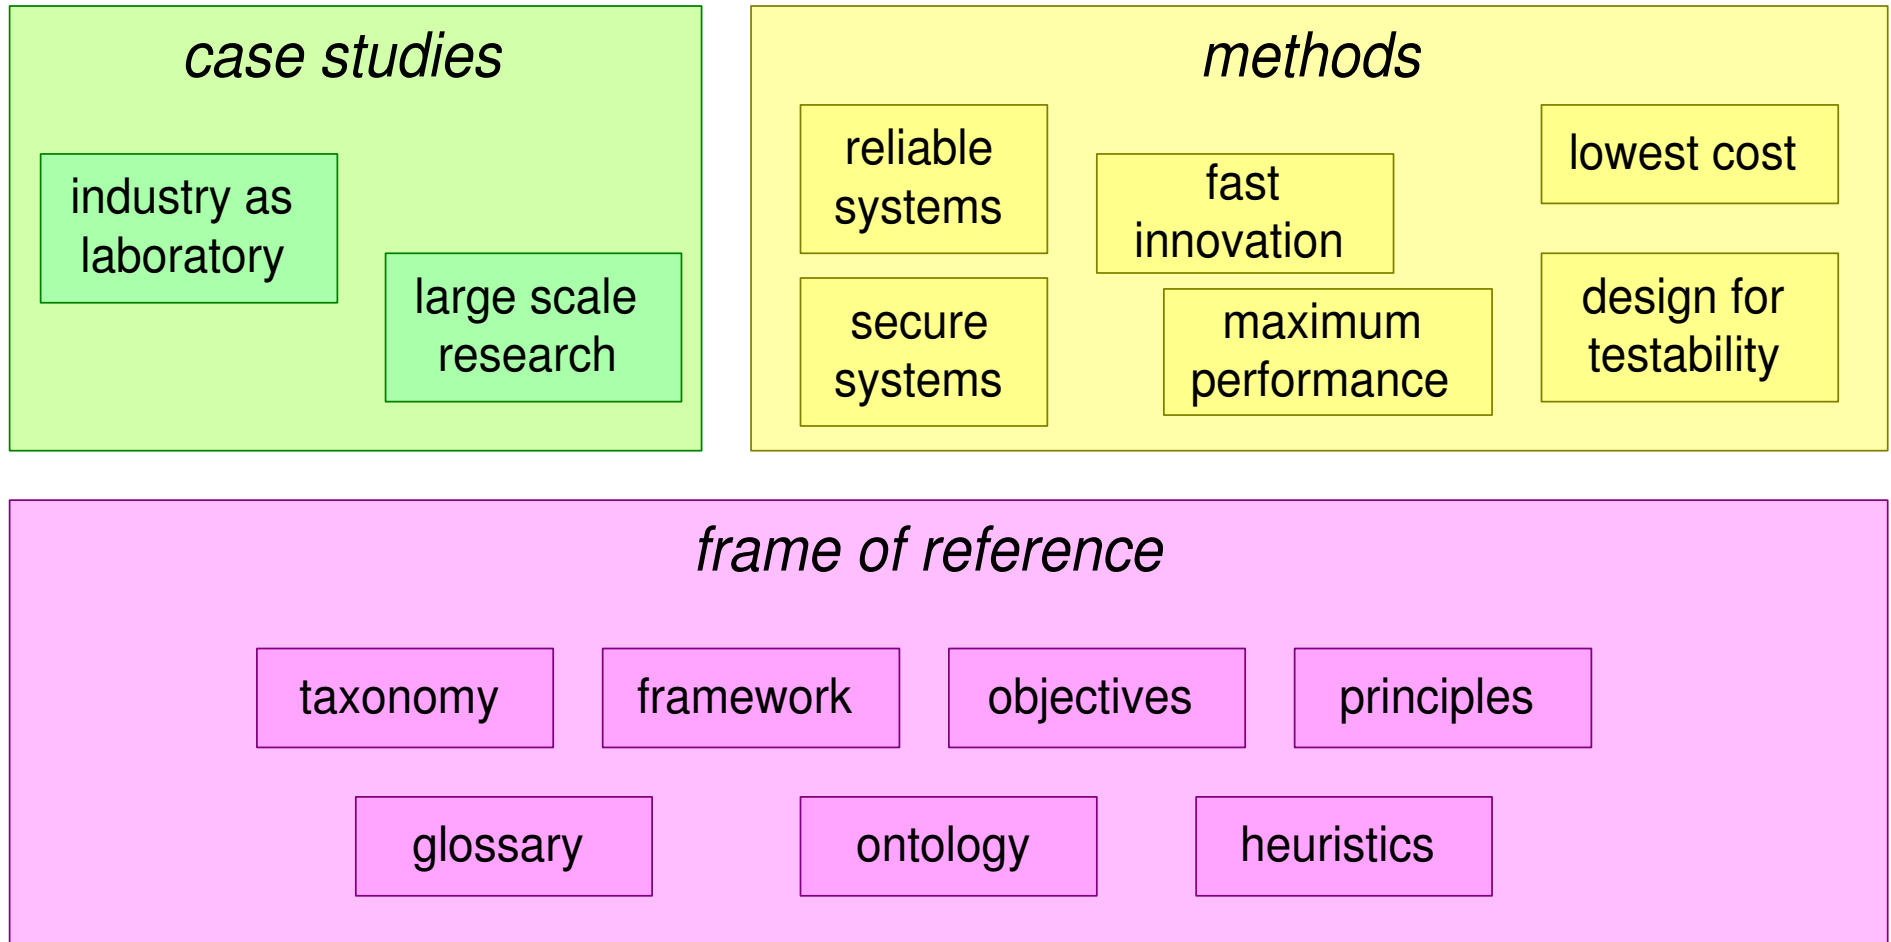 case studies
industry as
laboratory
large scale
research
methods
reliable
systems
fast
innovation
lowest cost
secure
systems
maximum
performance
design for
testability
frame of reference
taxonomy
framework
objectives
principles
glossary
ontology
heuristics